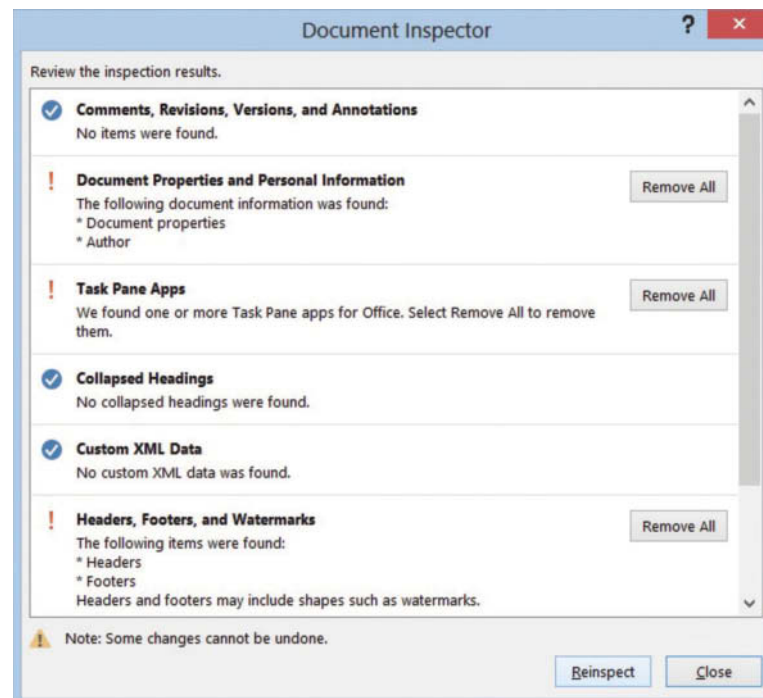 Document Inspector
?
Review the inspection results.
Comments, Revisions, Versions, and Annotations
No items were found.
! Document Properties and Personal Information
Remove All
The following document information was found:
* Document properties
* Author
! Task Pane Apps
Remove All
We found one or more Task Pane apps for Office. Select Remove All to remove
them.
Collapsed Headings
No collapsed headings were found.
Custom XML Data
No custom XML data was found.
! Headers, Footers, and Watermarks
Remove All
The following items were found:
* Headers
* Footers
Headers and footers may include shapes such as watermarks.
Note: Some changes cannot be undone.
Reinspect
Close